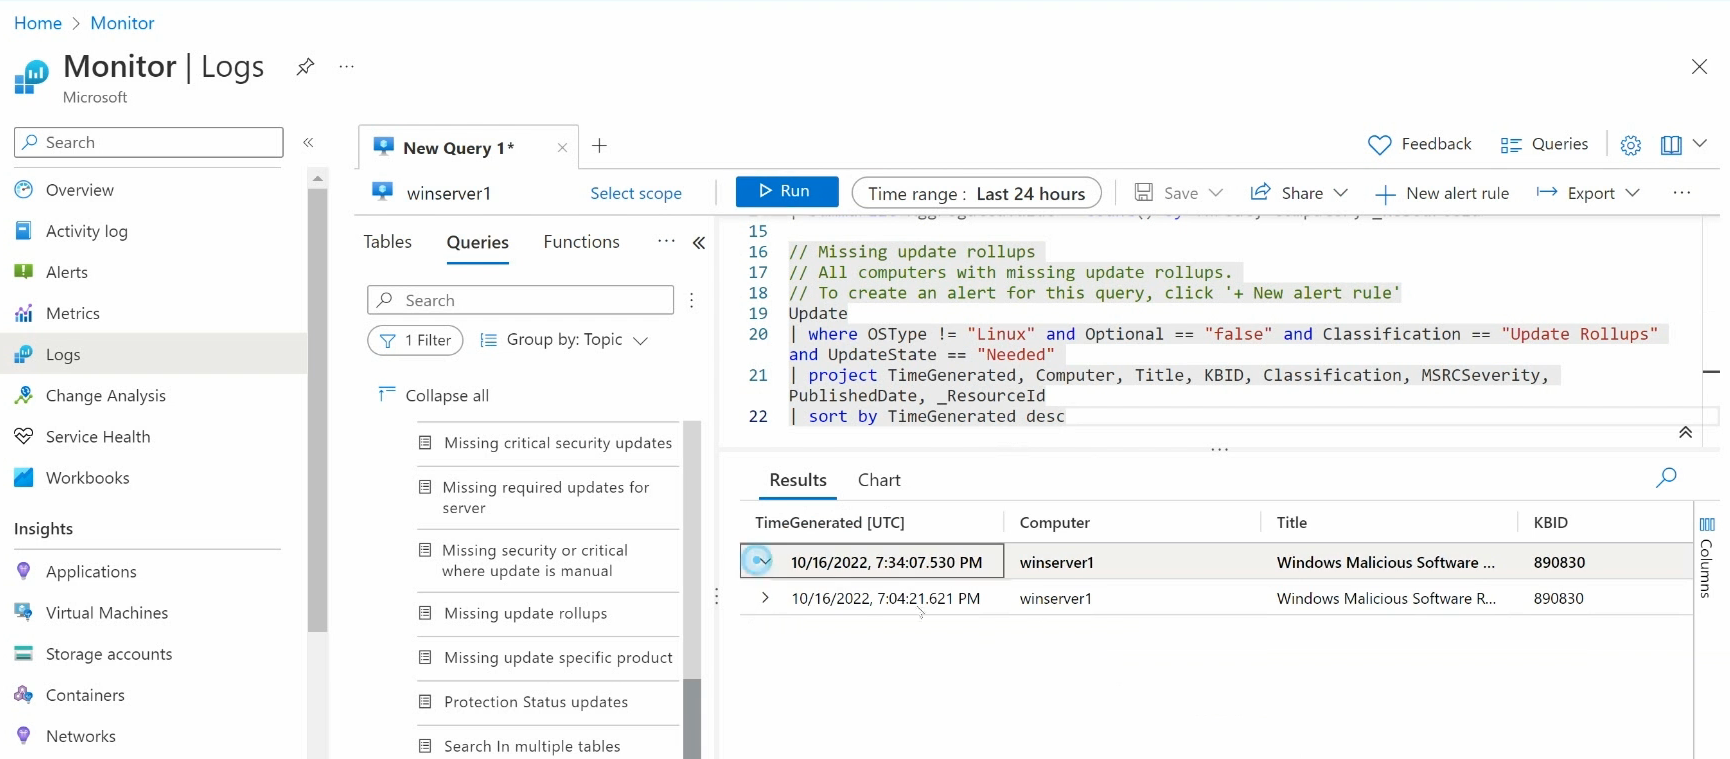 Home > Monitor
Monitor | Logs
Microsoft
Search
Overview
Activity log
Alerts
Metrics
Logs
Change Analysis
Service Health
Workbooks
Insights
Applications
Virtual Machines
Storage accounts
Containers
Networks
New Query 1*
Feedback
Queries
winserver1
Select scope
Run
Time range : Last 24 hours
Save
Share
New alert rule
Export
Tables
Queries
Functions
Search
1 Filter
Group by: Topic
Collapse all
Missing critical security updates
Missing required updates for
server
Missing security or critical
where update is manual
Missing update rollups
Missing update specific product
Protection Status updates
Search In multiple tables
15
16 // Missing update rollups
17 // All computers with missing update rollups.
18 // To create an alert for this query, click '+ New alert rule'
19 Update
20 | where OSType != "Linux" and Optional == "false" and Classification == "Update Rollups"
and UpdateState == "Needed"
21 | project TimeGenerated, Computer, Title, KBID, Classification, MSRCSeverity,
PublishedDate, _ResourceId
22 | sort by TimeGenerated desc
Results
Chart
TimeGenerated [UTC] Computer Title KBID
10/16/2022, 7:34:07.530 PM winserver1 Windows Malicious Software ... 890830
10/16/2022, 7:04:21.621 PM winserver1 Windows Malicious Software R... 890830
Columns